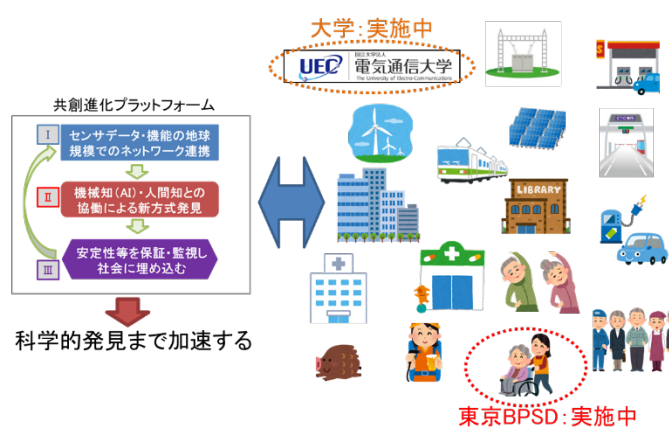 大学：実施中
国立大学法人
UEC 電気通信大学
The University of Electro-Communications
共創進化プラットフォーム
Ⅰ センサデータ・機能の地球
規模でのネットワーク連携
Ⅱ 機械知(AI)・人間知との
協働による新方式発見
Ⅲ 安定性等を保証・監視し
社会に埋め込む
科学的発見まで加速する
LIBRARY
東京BPSD：実施中